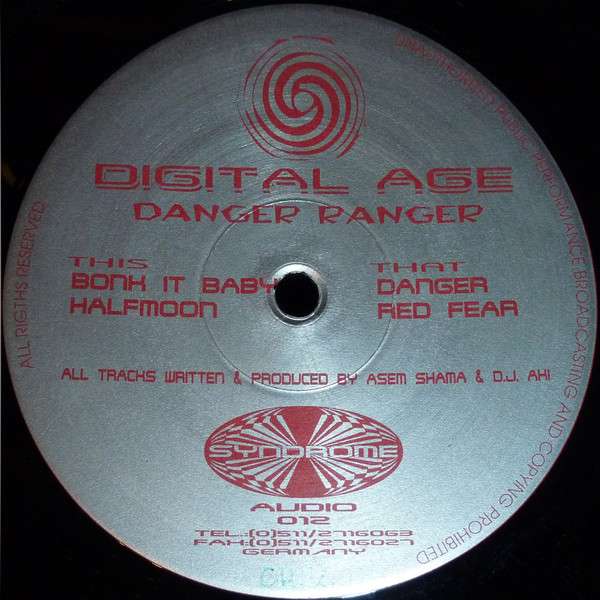 DIGITAL AGE
DANGER RANGER
THIS
BONK IT BABY
HALFMOON
THAT
DANGER
RED FEAR
ALL TRACKS WRITTEN & PRODUCED BY ASEM SHAMA & D.J. AKI
SYNDROME
AUDIO
012
TEL.:(0)511/2716063
FAX:(0)511/2716027
GERMANY
ALL RIGTHS RESERVED
UNAUTHORISED PUBLIC PERFORMANCE BROADCASTING AND COPYING PROHIBITED